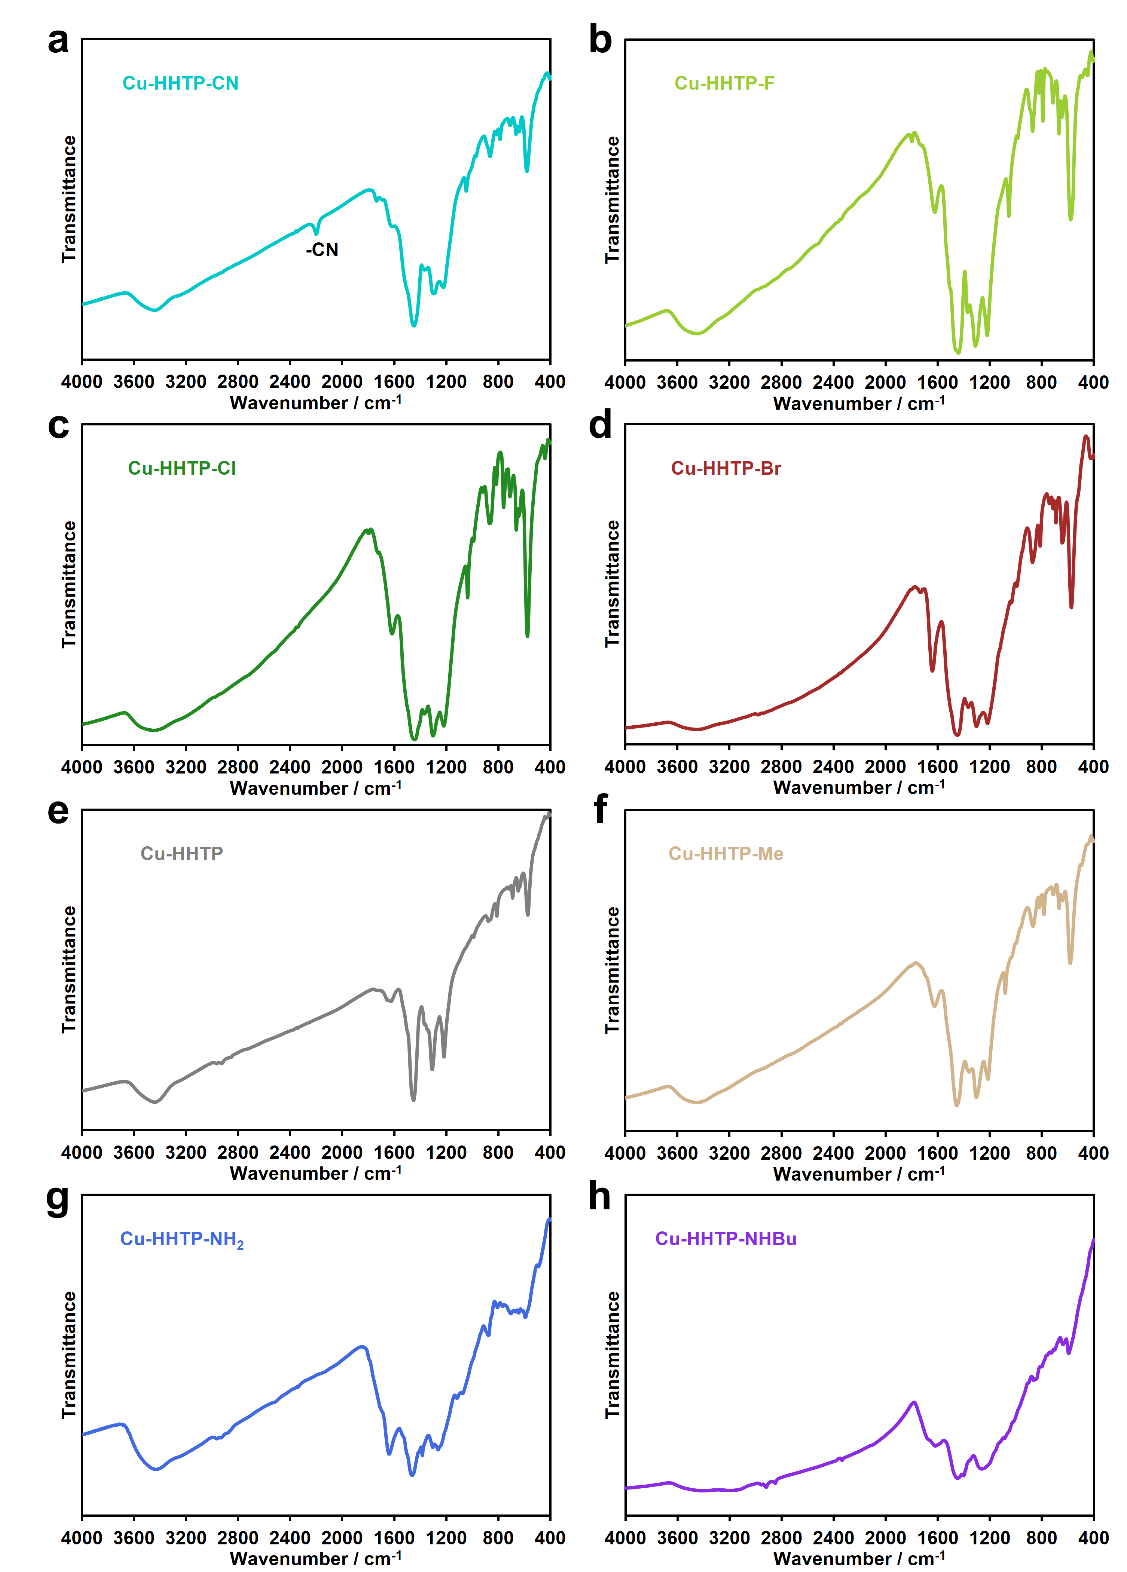 a
b
Cu-HHTP-CN
Cu-HHTP-F
Transmittance
Transmittance
-CN
4000 3600 3200 2800 2400 2000 1600 1200 800 400
4000 3600 3200 2800 2400 2000 1600 1200 800 400
Wavenumber / cm⁻¹
Wavenumber / cm⁻¹
c
d
Cu-HHTP-Cl
Cu-HHTP-Br
Transmittance
Transmittance
4000 3600 3200 2800 2400 2000 1600 1200 800 400
4000 3600 3200 2800 2400 2000 1600 1200 800 400
Wavenumber / cm⁻¹
Wavenumber / cm⁻¹
e
f
Cu-HHTP
Cu-HHTP-Me
Transmittance
Transmittance
4000 3600 3200 2800 2400 2000 1600 1200 800 400
4000 3600 3200 2800 2400 2000 1600 1200 800 400
Wavenumber / cm⁻¹
Wavenumber / cm⁻¹
g
h
Cu-HHTP-NH₂
Cu-HHTP-NHBu
Transmittance
Transmittance
4000 3600 3200 2800 2400 2000 1600 1200 800 400
4000 3600 3200 2800 2400 2000 1600 1200 800 400
Wavenumber / cm⁻¹
Wavenumber / cm⁻¹